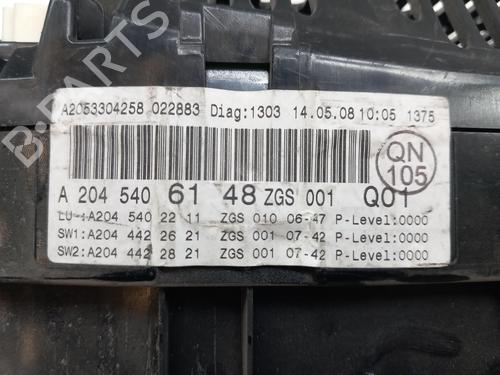 A2C53304258 022883 Diag:1303 14.05.08 10:05 1375
QN
105
A 204 540 61 48 ZGS 001 Q01
LU-:A204 540 22 11 ZGS 010 06-47 P-Level:0000
SW1:A204 442 26 21 ZGS 001 07-42 P-Level:0000
SW2:A204 442 28 21 ZGS 001 07-42 P-Level:0000
B-PARTS